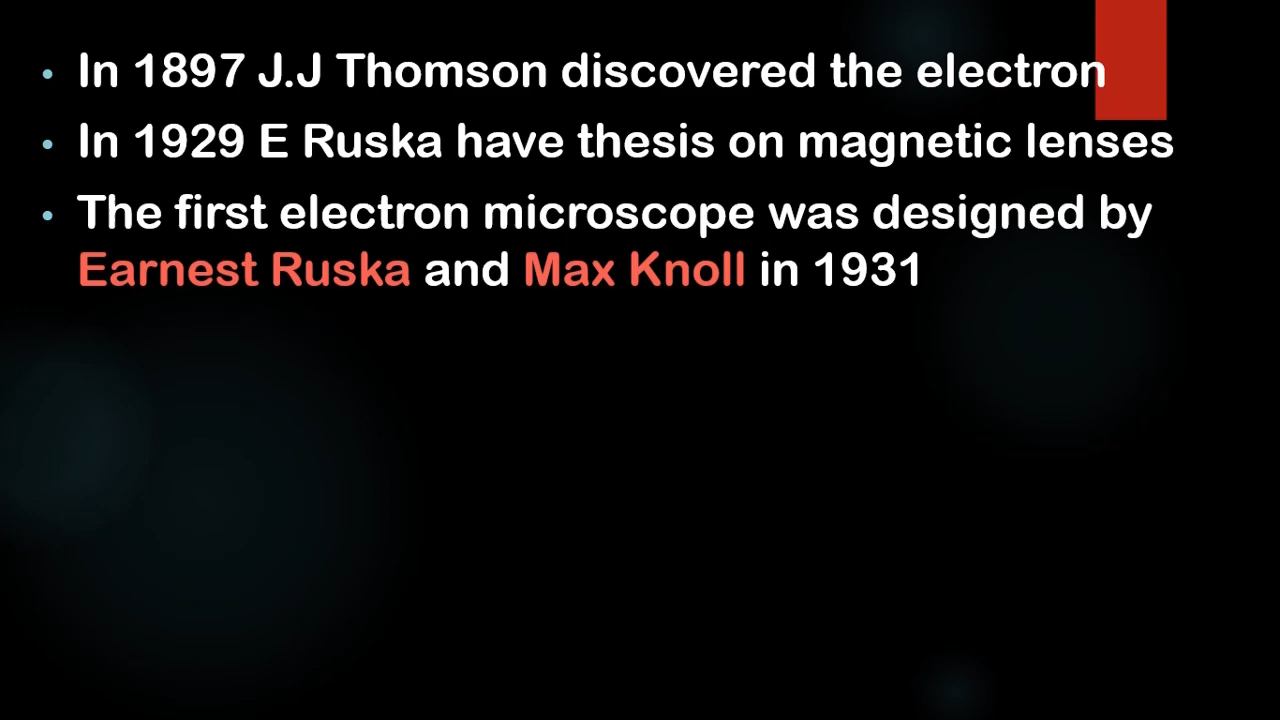 • In 1897 J.J Thomson discovered the electron
• In 1929 E Ruska have thesis on magnetic lenses
• The first electron microscope was designed by
Earnest Ruska and Max Knoll in 1931